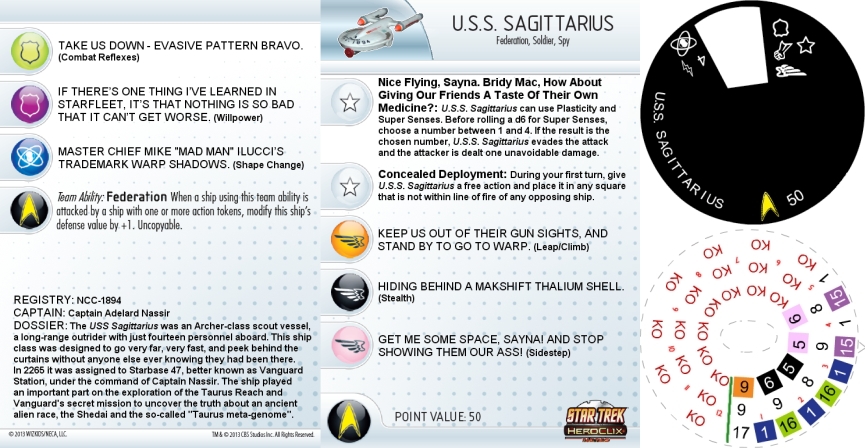 TAKE US DOWN - EVASIVE PATTERN BRAVO.
(Combat Reflexes)
IF THERE'S ONE THING I'VE LEARNED IN
STARFLEET, IT'S THAT NOTHING IS SO BAD
THAT IT CAN'T GET WORSE. (Willpower)
MASTER CHIEF MIKE "MAD MAN" ILUCCI'S
TRADEMARK WARP SHADOWS. (Shape Change)
Team Ability: Federation When a ship using this team ability is
attacked by a ship with one or more action tokens, modify this ship's
defense value by +1. Uncopyable.
REGISTRY: NCC-1894
CAPTAIN: Captain Adelard Nassir
DOSSIER: The USS Sagittarius was an Archer-class scout vessel,
a long-range outrider with just fourteen personnel aboard. This ship
class was designed to go very far, very fast, and peek behind the
curtains without anyone else ever knowing they had been there.
In 2265 it was assigned to Starbase 47, better known as Vanguard
Station, under the command of Captain Nassir. The ship played
an important part on the exploration of the Taurus Reach and
Vanguard's secret mission to uncover the truth about an ancient
alien race, the Shedai and the so-called "Taurus meta-genome".
© 2013 WIZKIDS/NECA, LLC.
TM & © 2013 CBS Studios Inc. All Rights Reserved.
U.S.S. SAGITTARIUS
Federation, Soldier, Spy
Nice Flying, Sayna. Bridy Mac, How About
Giving Our Friends A Taste Of Their Own
Medicine?: U.S.S. Sagittarius can use Plasticity and
Super Senses. Before rolling a d6 for Super Senses,
choose a number between 1 and 4. If the result is the
chosen number, U.S.S. Sagittarius evades the attack
and the attacker is dealt one unavoidable damage.
Concealed Deployment: During your first turn, give
U.S.S. Sagittarius a free action and place it in any square
that is not within line of fire of any opposing ship.
KEEP US OUT OF THEIR GUN SIGHTS, AND
STAND BY TO GO TO WARP. (Leap/Climb)
HIDING BEHIND A MAKSHIFT THALIUM SHELL.
(Stealth)
GET ME SOME SPACE, SAYNA! AND STOP
SHOWING THEM OUR ASS! (Sidestep)
POINT VALUE: 50
STAR TREK
HEROCLIX
4
U.S.S. SAGITTARIUS
50
KO KO KO KO KO KO KO KO KO
9 6 5 5 6
9 9 8 8 9
17 16 16 15 15
1 1 1 1 1